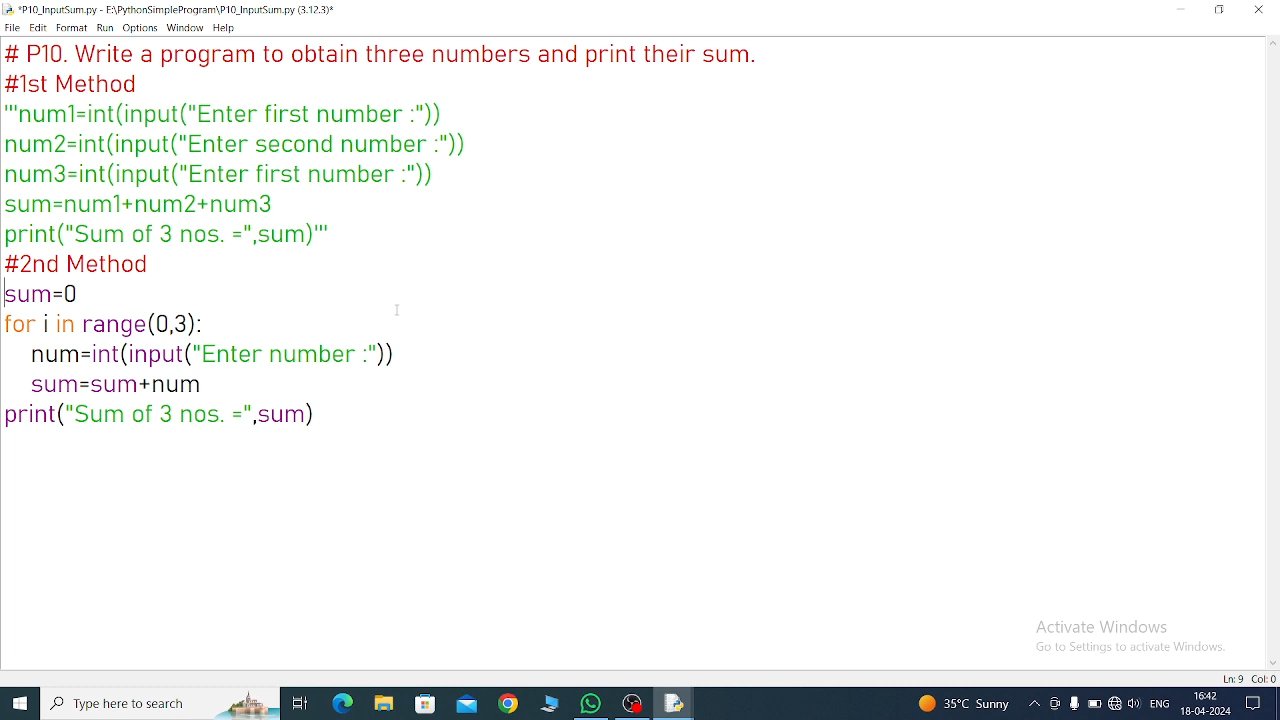 *P10_InputSum.py - E:\PythonSimpleProgram\P10_InputSum.py (3.12.3)*
File Edit Format Run Options Window Help
# P10. Write a program to obtain three numbers and print their sum.
#1st Method
'''num1=int(input("Enter first number :"))
num2=int(input("Enter second number :"))
num3=int(input("Enter first number :"))
sum=num1+num2+num3
print("Sum of 3 nos. =",sum)'''
#2nd Method
sum=0
for i in range(0,3):
    num=int(input("Enter number :"))
    sum=sum+num
print("Sum of 3 nos. =",sum)
Activate Windows
Go to Settings to activate Windows.
Ln: 9 Col: 0
Type here to search
35°C Sunny
ENG
16:42
18-04-2024